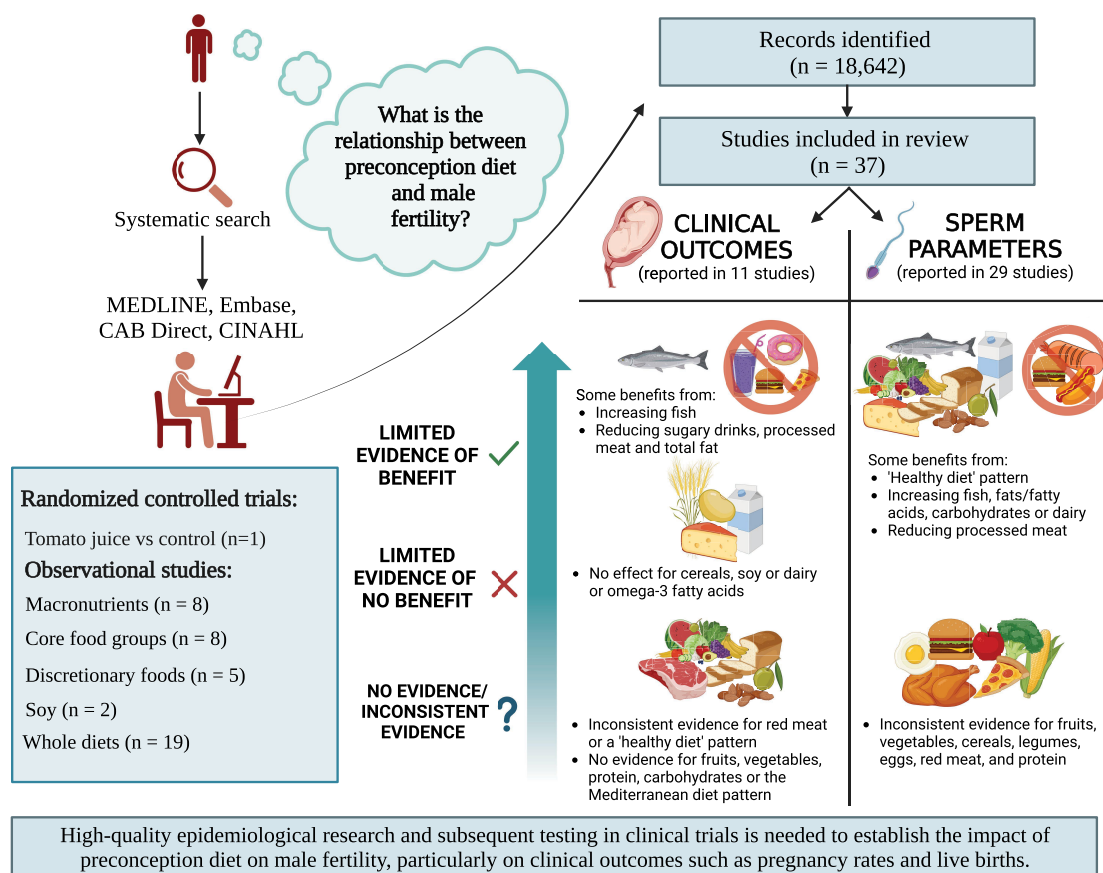 What is the
relationship between
preconception diet
and male
fertility?
Systematic search
MEDLINE, Embase,
CAB Direct, CINAHL
Records identified
(n = 18,642)
Studies included in review
(n = 37)
CLINICAL
OUTCOMES
(reported in 11 studies)
SPERM
PARAMETERS
(reported in 29 studies)
Randomized controlled trials:
Tomato juice vs control (n=1)
Observational studies:
Macronutrients (n = 8)
Core food groups (n = 8)
Discretionary foods (n = 5)
Soy (n = 2)
Whole diets (n = 19)
LIMITED
EVIDENCE OF
BENEFIT
LIMITED
EVIDENCE OF
NO BENEFIT
NO EVIDENCE/
INCONSISTENT
EVIDENCE
?
Some benefits from:
• Increasing fish
• Reducing sugary drinks, processed
meat and total fat
• No effect for cereals, soy or dairy
or omega-3 fatty acids
• Inconsistent evidence for red meat
or a 'healthy diet' pattern
• No evidence for fruits, vegetables,
protein, carbohydrates or the
Mediterranean diet pattern
Some benefits from:
• 'Healthy diet' pattern
• Increasing fish, fats/fatty
acids, carbohydrates or dairy
• Reducing processed meat
• Inconsistent evidence for fruits,
vegetables, cereals, legumes,
eggs, red meat, and protein
High-quality epidemiological research and subsequent testing in clinical trials is needed to establish the impact of
preconception diet on male fertility, particularly on clinical outcomes such as pregnancy rates and live births.